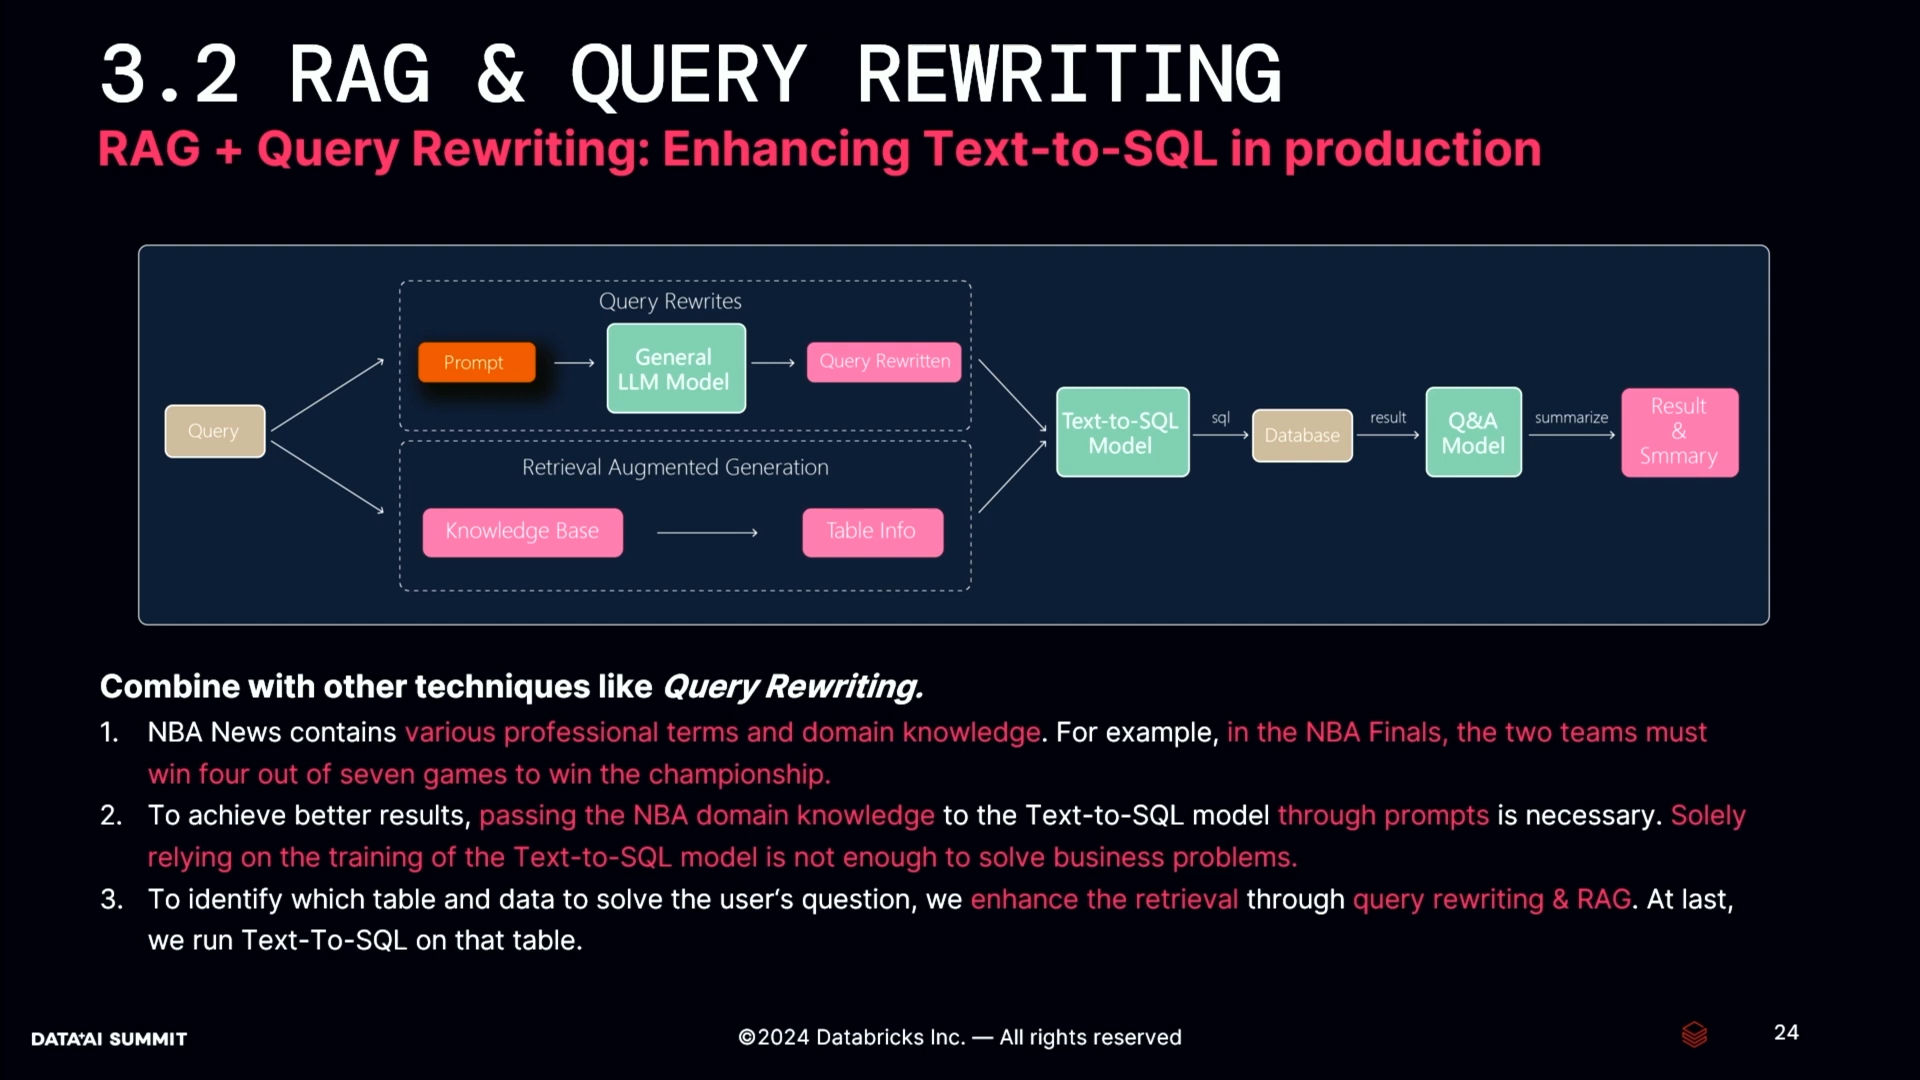 3.2 RAG & QUERY REWRITING
RAG + Query Rewriting: Enhancing Text-to-SQL in production
Query Rewrites
Prompt
General
LLM Model
Query Rewritten
Query
Retrieval Augmented Generation
Knowledge Base
Table Info
Text-to-SQL
Model
sql
Database
result
Q&A
Model
summarize
Result
&
Smmary
Combine with other techniques like Query Rewriting.
1. NBA News contains various professional terms and domain knowledge. For example, in the NBA Finals, the two teams must
win four out of seven games to win the championship.
2. To achieve better results, passing the NBA domain knowledge to the Text-to-SQL model through prompts is necessary. Solely
relying on the training of the Text-to-SQL model is not enough to solve business problems.
3. To identify which table and data to solve the user‘s question, we enhance the retrieval through query rewriting & RAG. At last,
we run Text-To-SQL on that table.
DATA+AI SUMMIT
©2024 Databricks Inc. — All rights reserved
24